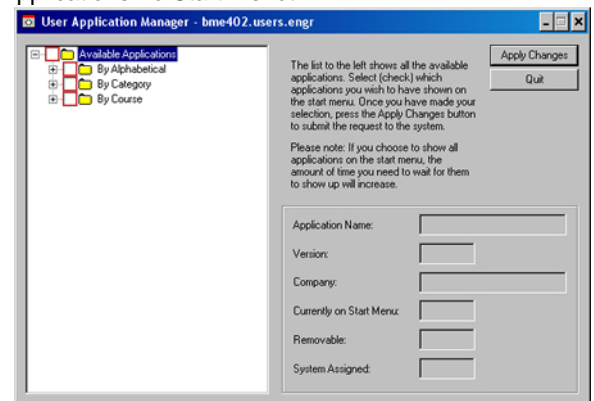 User Application Manager - bme402.users.engr
Available Applications
By Alphabetical
By Category
By Course
The list to the left shows all the available
applications. Select (check) which
applications you wish to have shown on
the start menu. Once you have made your
selection, press the Apply Changes button
to submit the request to the system.
Please note: If you choose to show all
applications on the start menu, the
amount of time you need to wait for them
to show up will increase.
Apply Changes
Quit
Application Name:
Version:
Company:
Currently on Start Menu:
Removable:
System Assigned: